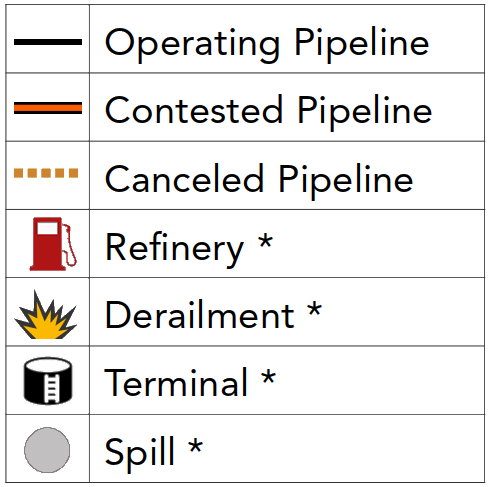 Operating Pipeline
Contested Pipeline
Canceled Pipeline
Refinery *
Derailment *
Terminal *
Spill *